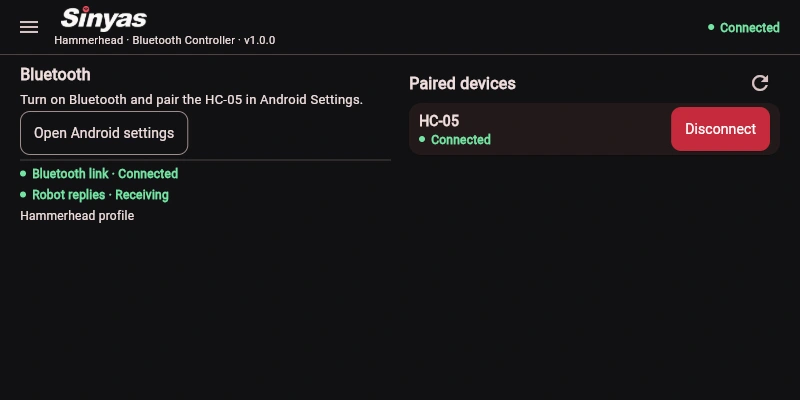 Sinyas
Hammerhead · Bluetooth Controller · v1.0.0
Connected
Bluetooth
Turn on Bluetooth and pair the HC-05 in Android Settings.
Open Android settings
Bluetooth link · Connected
Robot replies · Receiving
Hammerhead profile
Paired devices
HC-05
Connected
Disconnect